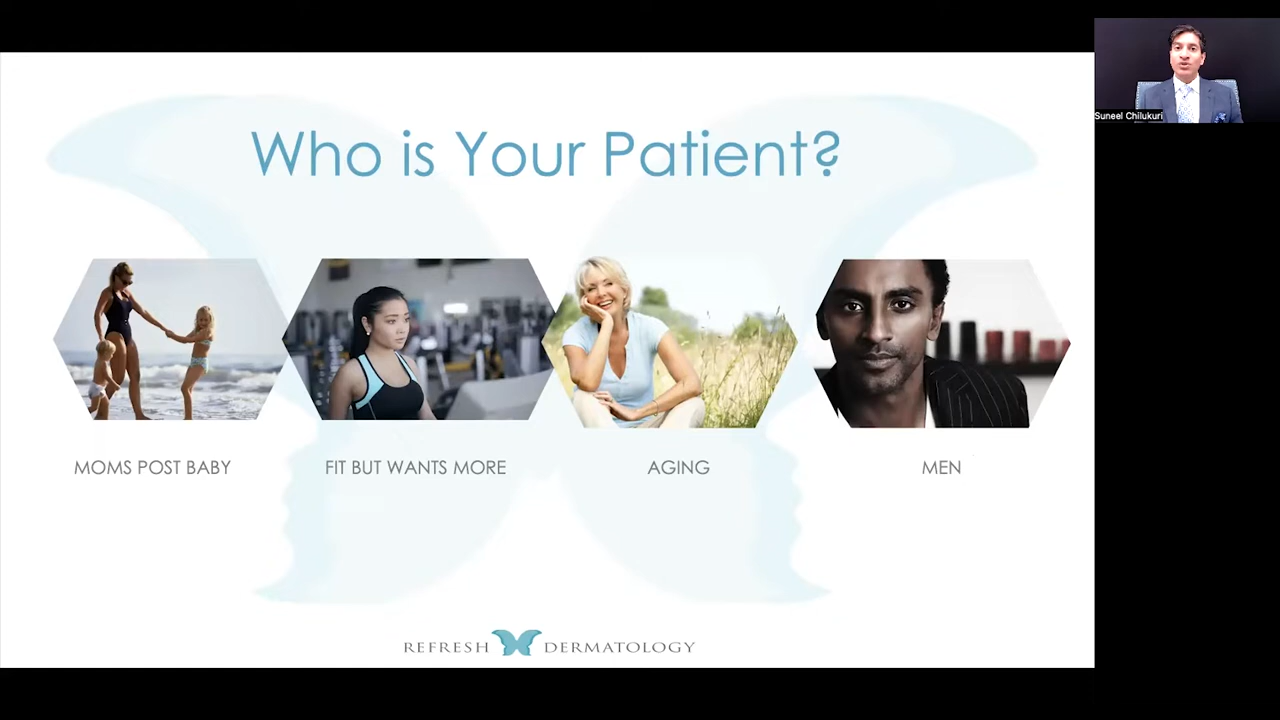 Who is Your Patient?
Suneel Chilukuri
MOMS POST BABY
FIT BUT WANTS MORE
AGING
MEN
REFRESH DERMATOLOGY